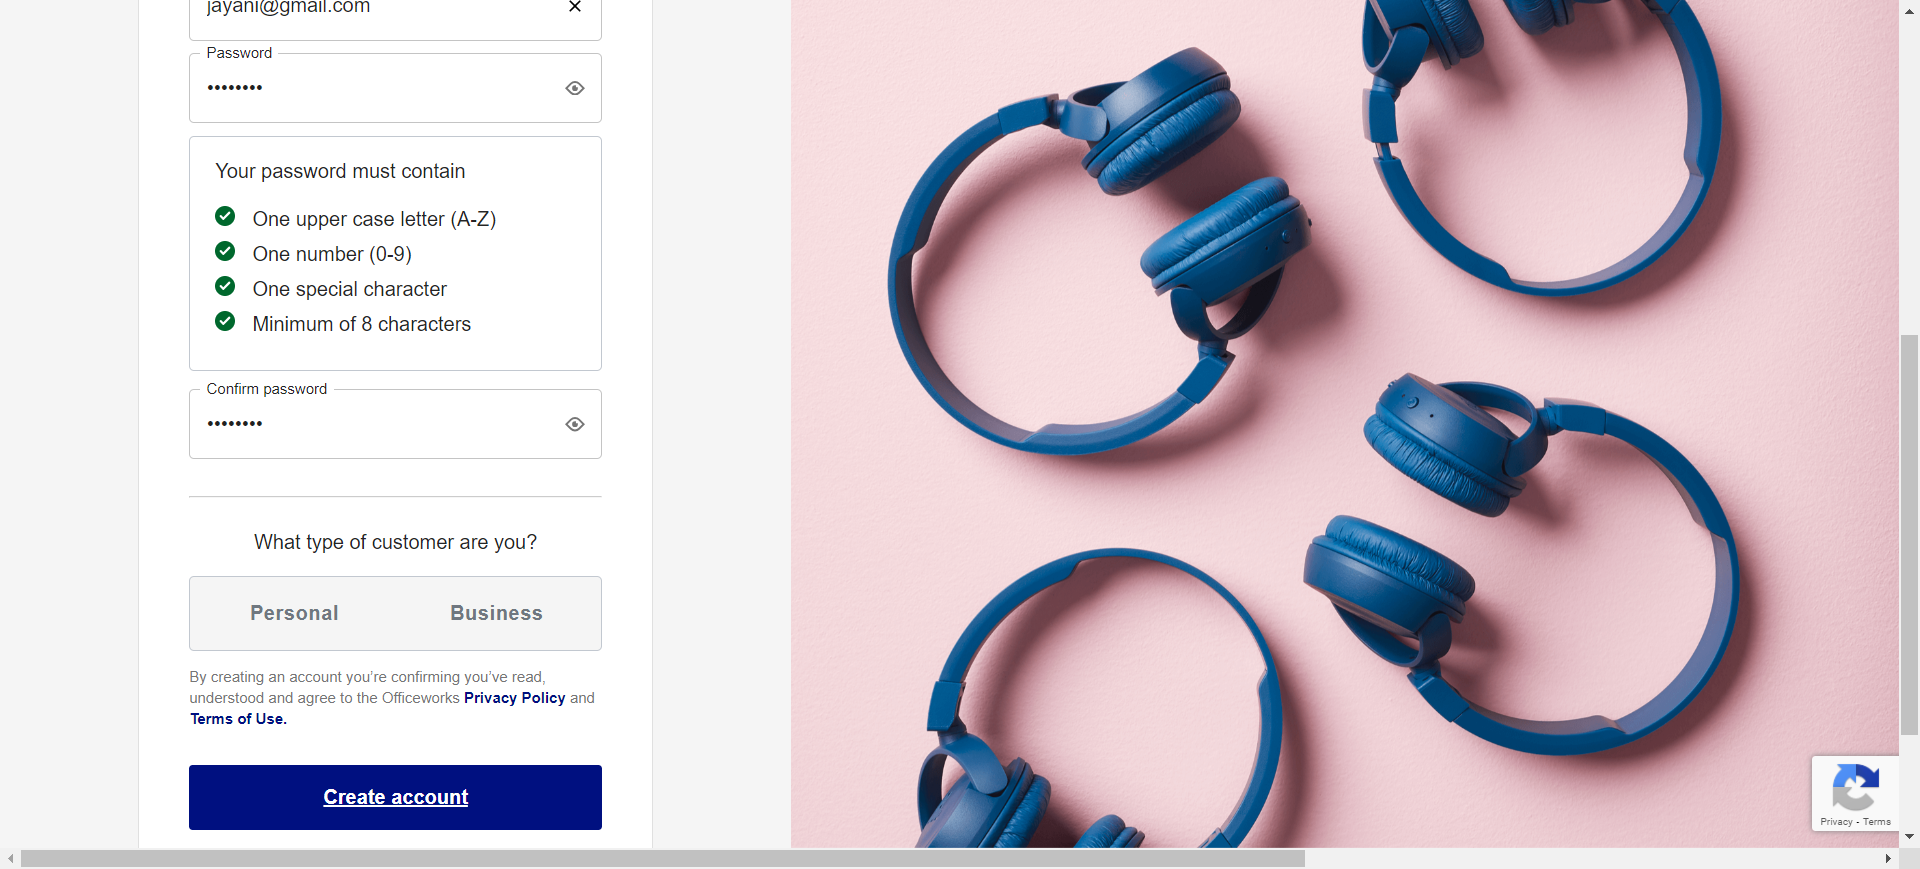 jayani@gmail.com
Password
••••••••
Your password must contain
One upper case letter (A-Z)
One number (0-9)
One special character
Minimum of 8 characters
Confirm password
••••••••
What type of customer are you?
Personal Business
By creating an account you’re confirming you’ve read,
understood and agree to the Officeworks Privacy Policy and
Terms of Use.
Create account
Privacy - Terms